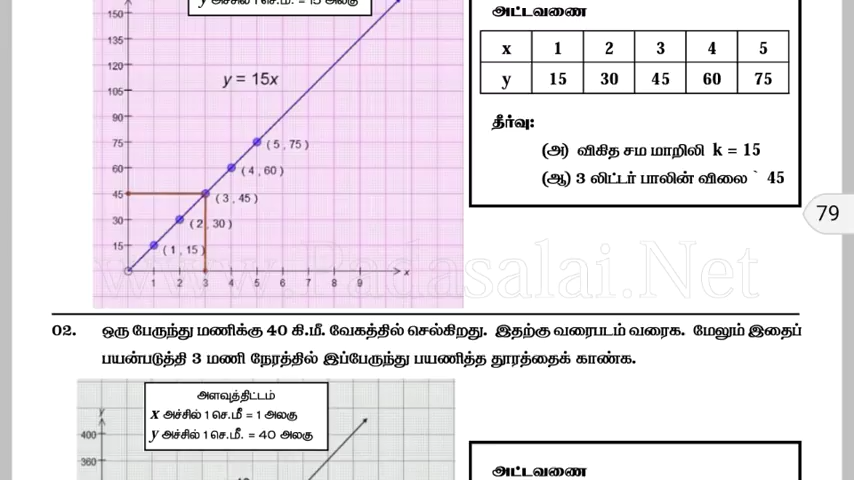 y அச்சில் 1 செ.மீ. = 15 அலகு
150
135
120
105
90
75
60
45
30
15
y = 15x
( 5 , 75 )
( 4 , 60 )
( 3 , 45 )
( 2 , 30 )
( 1 , 15 )
1 2 3 4 5 6 7 8 9 x
அட்டவணை
x 1 2 3 4 5
y 15 30 45 60 75
தீர்வு:
(அ) விகித சம மாறிலி k = 15
(ஆ) 3 லிட்டர் பாலின் விலை ` 45
79
www.Padasalai.Net
02. ஒரு பேருந்து மணிக்கு 40 கி.மீ. வேகத்தில் செல்கிறது. இதற்கு வரைபடம் வரைக. மேலும் இதைப்
பயன்படுத்தி 3 மணி நேரத்தில் இப்பேருந்து பயணித்த தூரத்தைக் காண்க.
அளவுத்திட்டம்
x அச்சில் 1 செ.மீ = 1 அலகு
y அச்சில் 1 செ.மீ. = 40 அலகு
y
400
360
அட்டவணை